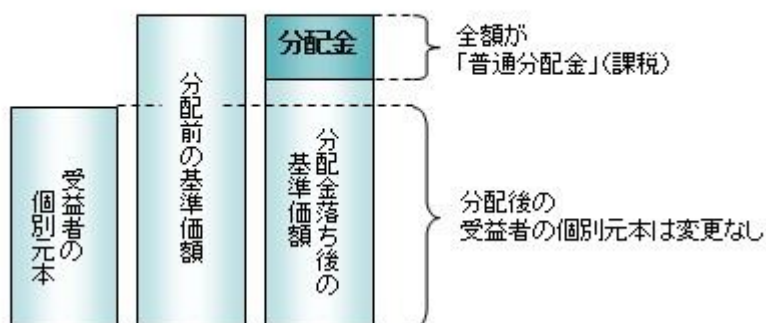 受益者の
個別元本
分配前の基準価額
分配金
分配金落ち後の
基準価額
全額が
「普通分配金」(課税)
分配後の
受益者の個別元本は変更なし